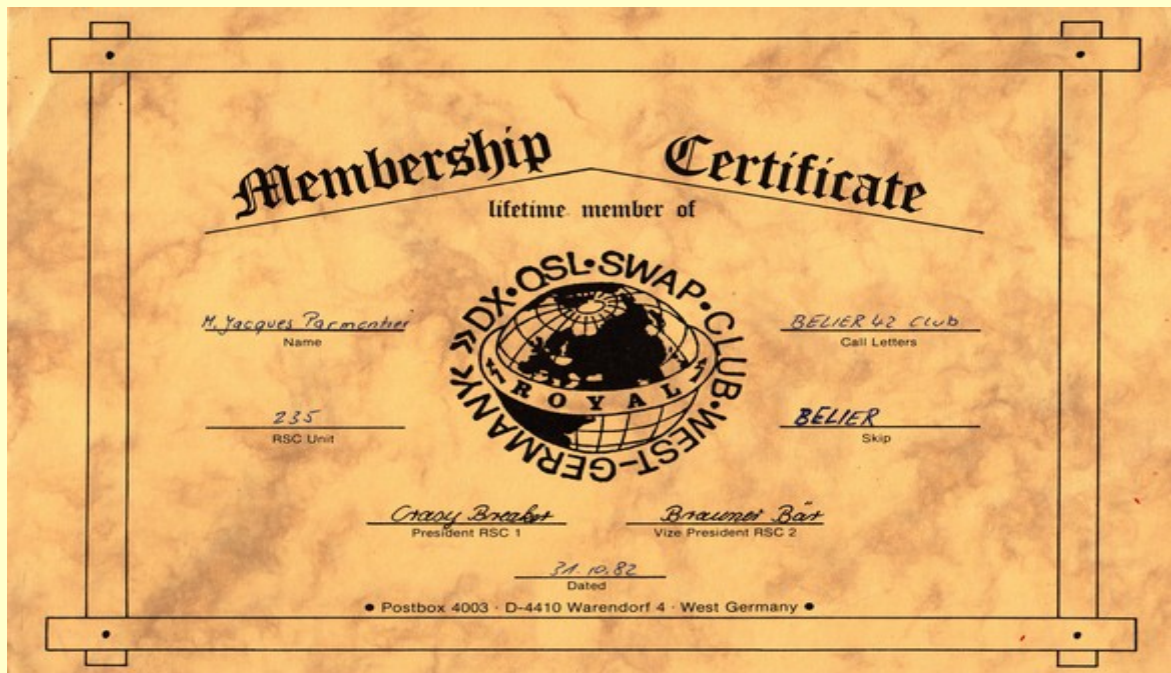 Membership Certificate
lifetime member of
»DX•QSL•SWAP•CLUB•WEST-GERMANY«
ROYAL
M. Jacques Parmentier
Name
BELIER 42 Club
Call Letters
235
RSC Unit
BELIER
Skip
Crasy Breaker
President RSC 1
Brauner Bär
Vize President RSC 2
31.10.82
Dated
• Postbox 4003 · D-4410 Warendorf 4 · West Germany •